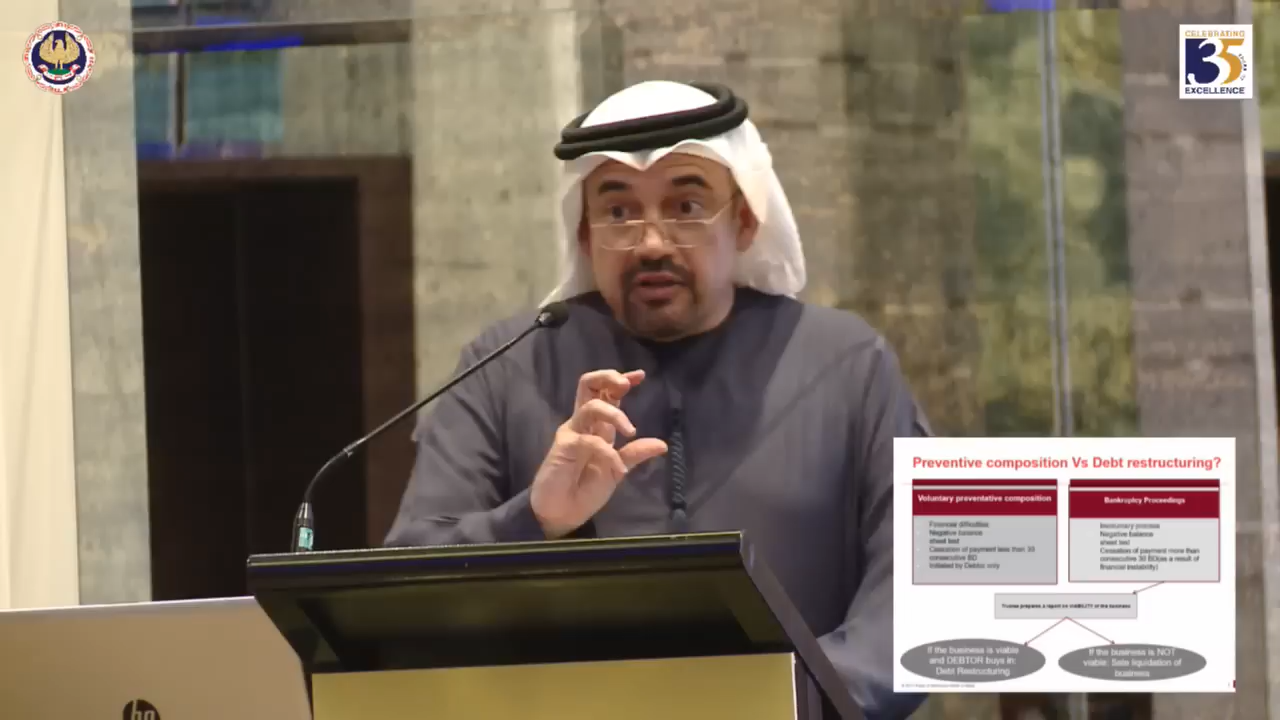 CELEBRATING
35
YEARS OF
EXCELLENCE
Preventive composition Vs Debt restructuring?
Voluntary preventative composition
Financial difficulties
Negative balance
sheet test
Cessation of payment less than 30
consecutive BD
Initiated by Debtor only
Bankruptcy Proceedings
Involuntary process
Negative balance
sheet test
Cessation of payment more than
consecutive 30 BD(as a result of
financial instability)
Trustee prepares a report on VIABILITY of the business
If the business is viable
and DEBTOR buys in:
Debt Restructuring
If the business is NOT
viable: Sale liquidation of
business
hp